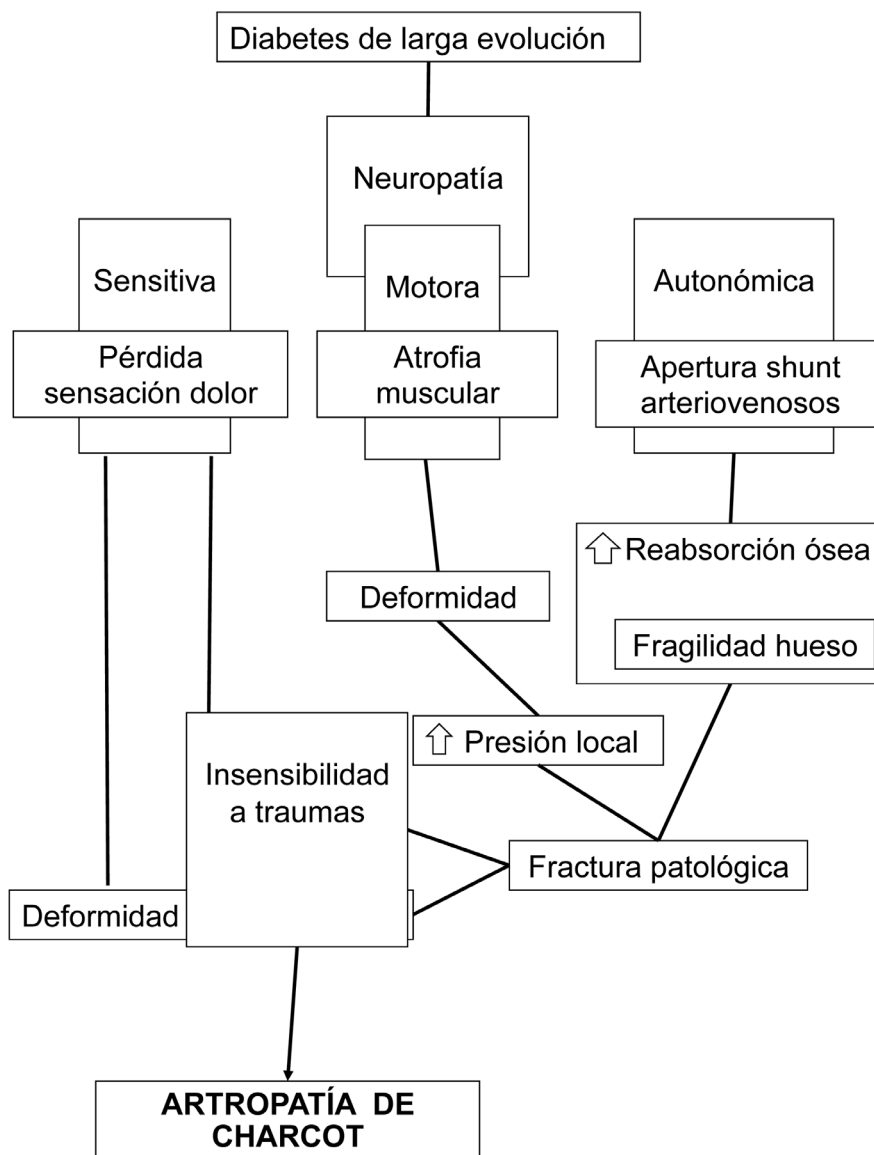 Diabetes de larga evolución
Neuropatía
Sensitiva
Motora
Autonómica
Pérdida
sensación dolor
Atrofia
muscular
Apertura shunt
arteriovenosos
Reabsorción ósea
Deformidad
Fragilidad hueso
Presión local
Insensibilidad
a traumas
Fractura patológica
Deformidad
ARTROPATÍA DE
CHARCOT